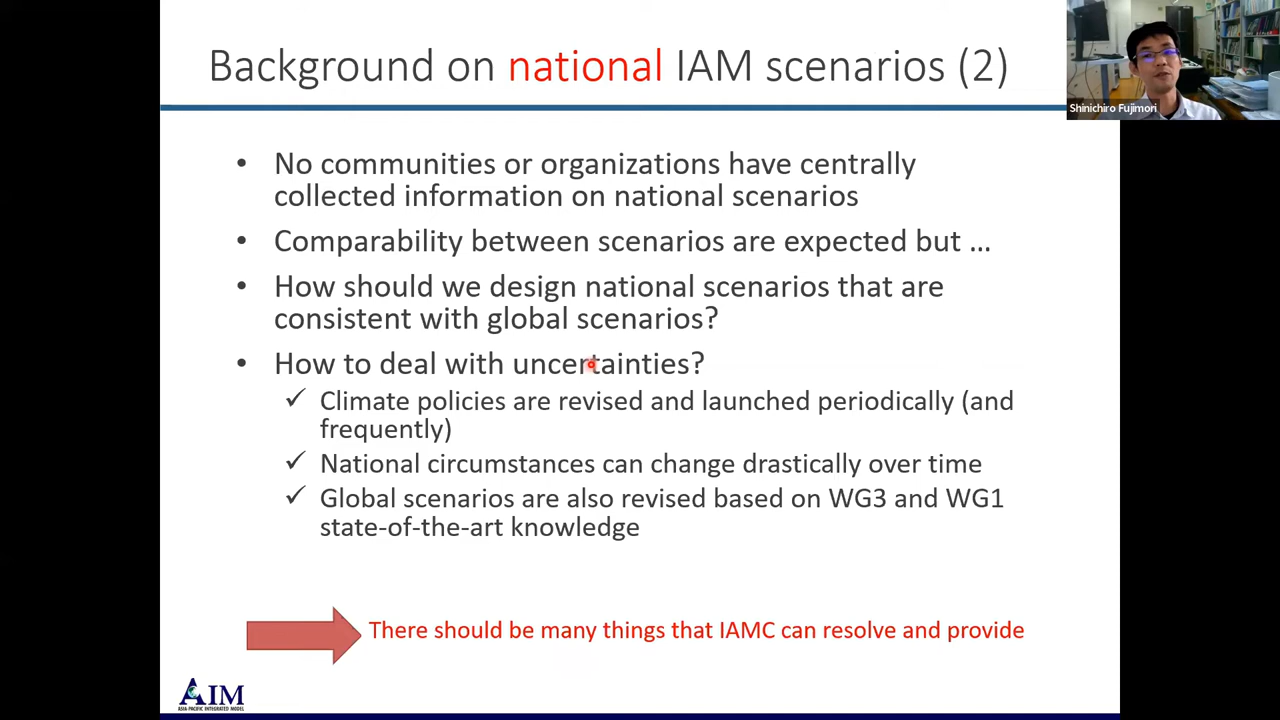 Background on national IAM scenarios (2)
Shinichiro Fujimori
• No communities or organizations have centrally
collected information on national scenarios
• Comparability between scenarios are expected but ...
• How should we design national scenarios that are
consistent with global scenarios?
• How to deal with uncertainties?
✓ Climate policies are revised and launched periodically (and
frequently)
✓ National circumstances can change drastically over time
✓ Global scenarios are also revised based on WG3 and WG1
state-of-the-art knowledge
There should be many things that IAMC can resolve and provide
AIM
ASIA-PACIFIC INTEGRATED MODEL